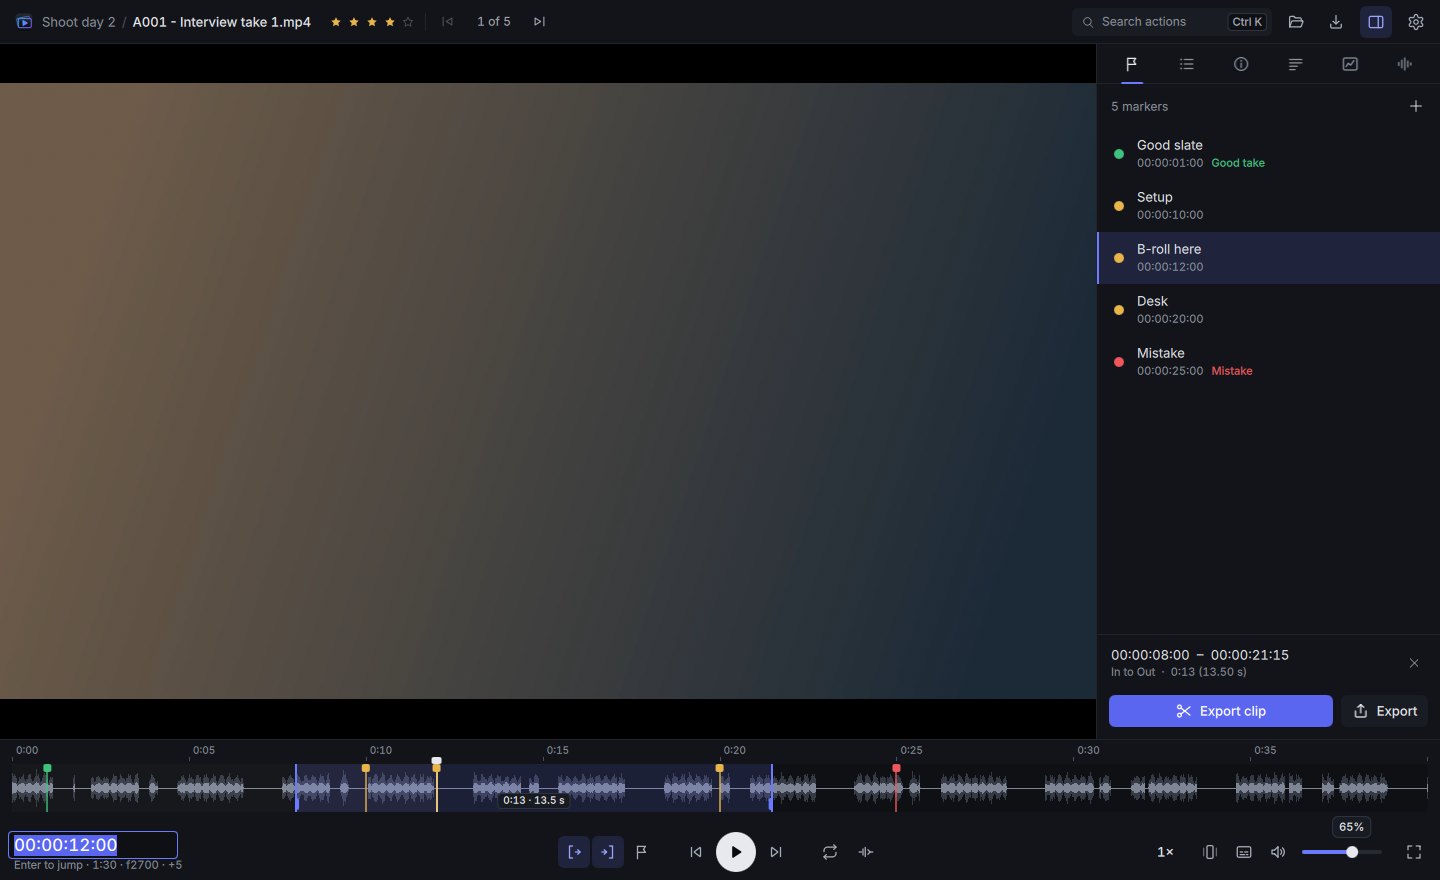 Shoot day 2 / A001 - Interview take 1.mp4
1 of 5
Search actions
Ctrl K
5 markers
Good slate
00:00:01:00 Good take
Setup
00:00:10:00
B-roll here
00:00:12:00
Desk
00:00:20:00
Mistake
00:00:25:00 Mistake
00:00:08:00 – 00:00:21:15
In to Out · 0:13 (13.50 s)
Export clip
Export
0:00 0:05 0:10 0:15 0:20 0:25 0:30 0:35
0:13 · 13.5 s
65%
00:00:12:00
Enter to jump · 1:30 · f2700 · +5
1×